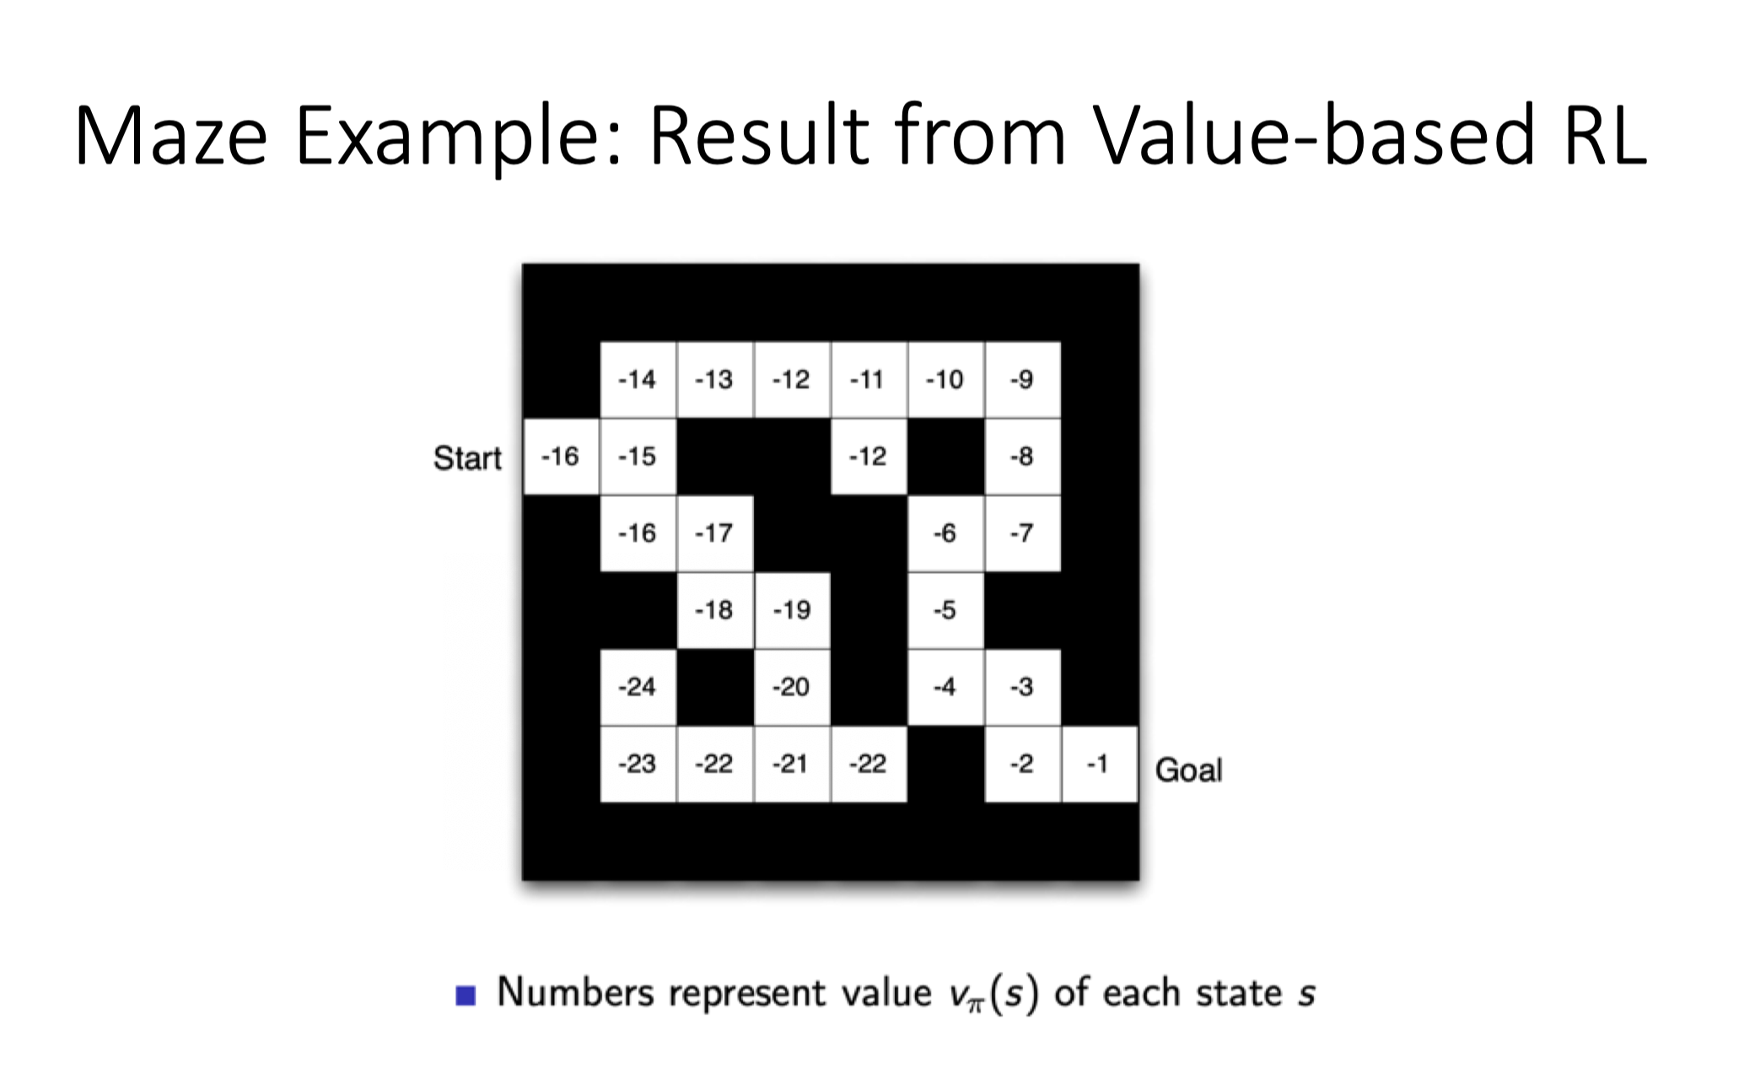 Maze Example: Result from Value-based RL
-14 -13 -12 -11 -10 -9
Start -16 -15 -12 -8
-16 -17 -6 -7
-18 -19 -5
-24 -20 -4 -3
-23 -22 -21 -22 -2 -1 Goal
Numbers represent value vπ(s) of each state s